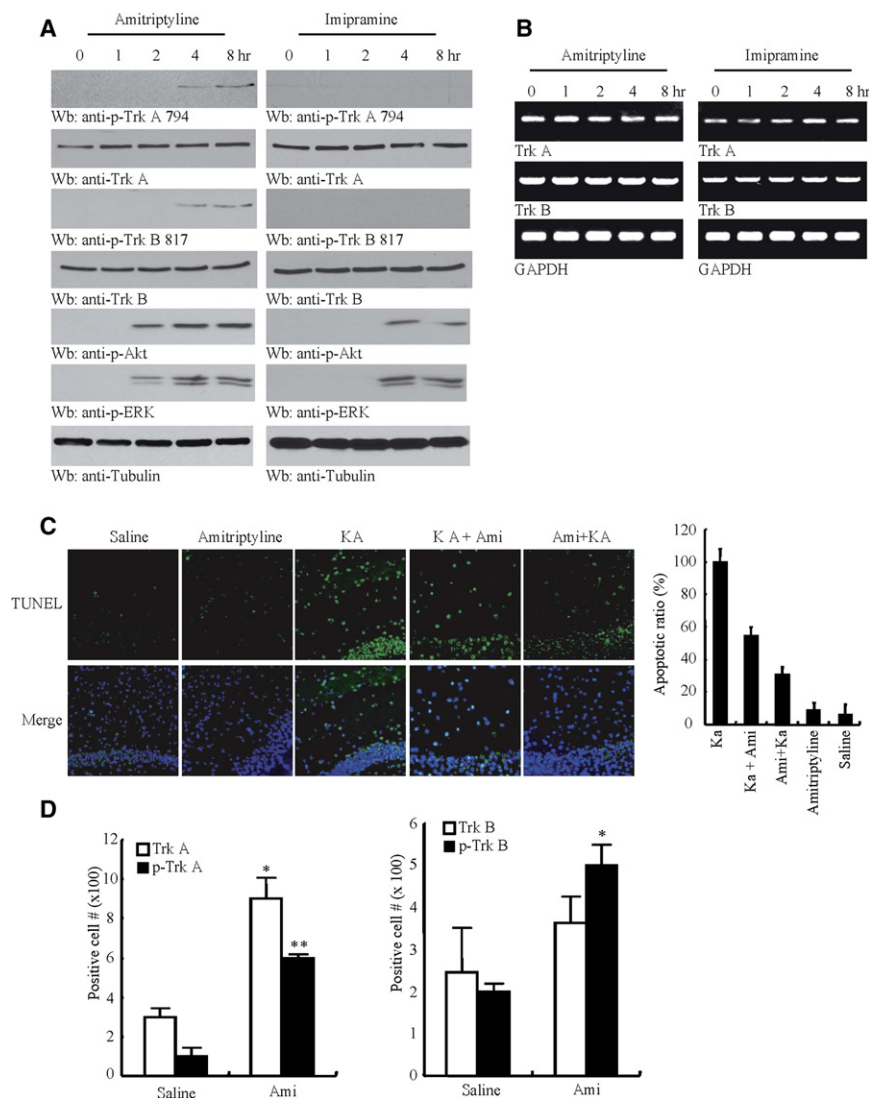 A
Amitriptyline
Imipramine
0 1 2 4 8 hr
0 1 2 4 8 hr
Wb: anti-p-Trk A 794
Wb: anti-p-Trk A 794
Wb: anti-Trk A
Wb: anti-Trk A
Wb: anti-p-Trk B 817
Wb: anti-p-Trk B 817
Wb: anti-Trk B
Wb: anti-Trk B
Wb: anti-p-Akt
Wb: anti-p-Akt
Wb: anti-p-ERK
Wb: anti-p-ERK
Wb: anti-Tubulin
Wb: anti-Tubulin
B
Amitriptyline
Imipramine
0 1 2 4 8 hr
0 1 2 4 8 hr
Trk A
Trk A
Trk B
Trk B
GAPDH
GAPDH
C
Saline
Amitriptyline
KA
K A + Ami
Ami+KA
TUNEL
Merge
Apoptotic ratio (%)
120
100
80
60
40
20
0
Ka
Ka + Ami
Ami+Ka
Amitriptyline
Saline
D
Positive cell # (x100)
12
10
8
6
4
2
0
Trk A
p-Trk A
*
**
Saline
Ami
Positive cell # (x 100)
6
5
4
3
2
1
0
Trk B
p-Trk B
*
Saline
Ami